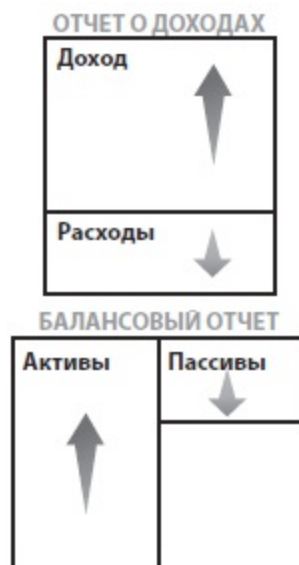 ОТЧЕТ О ДОХОДАХ
Доход
Расходы
БАЛАНСОВЫЙ ОТЧЕТ
Активы
Пассивы